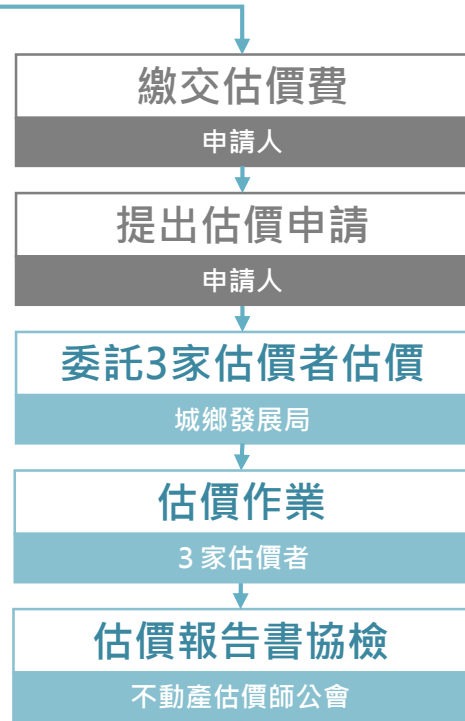 繳交估價費
申請人
提出估價申請
申請人
委託3家估價者估價
城鄉發展局
估價作業
3 家估價者
估價報告書協檢
不動產估價師公會